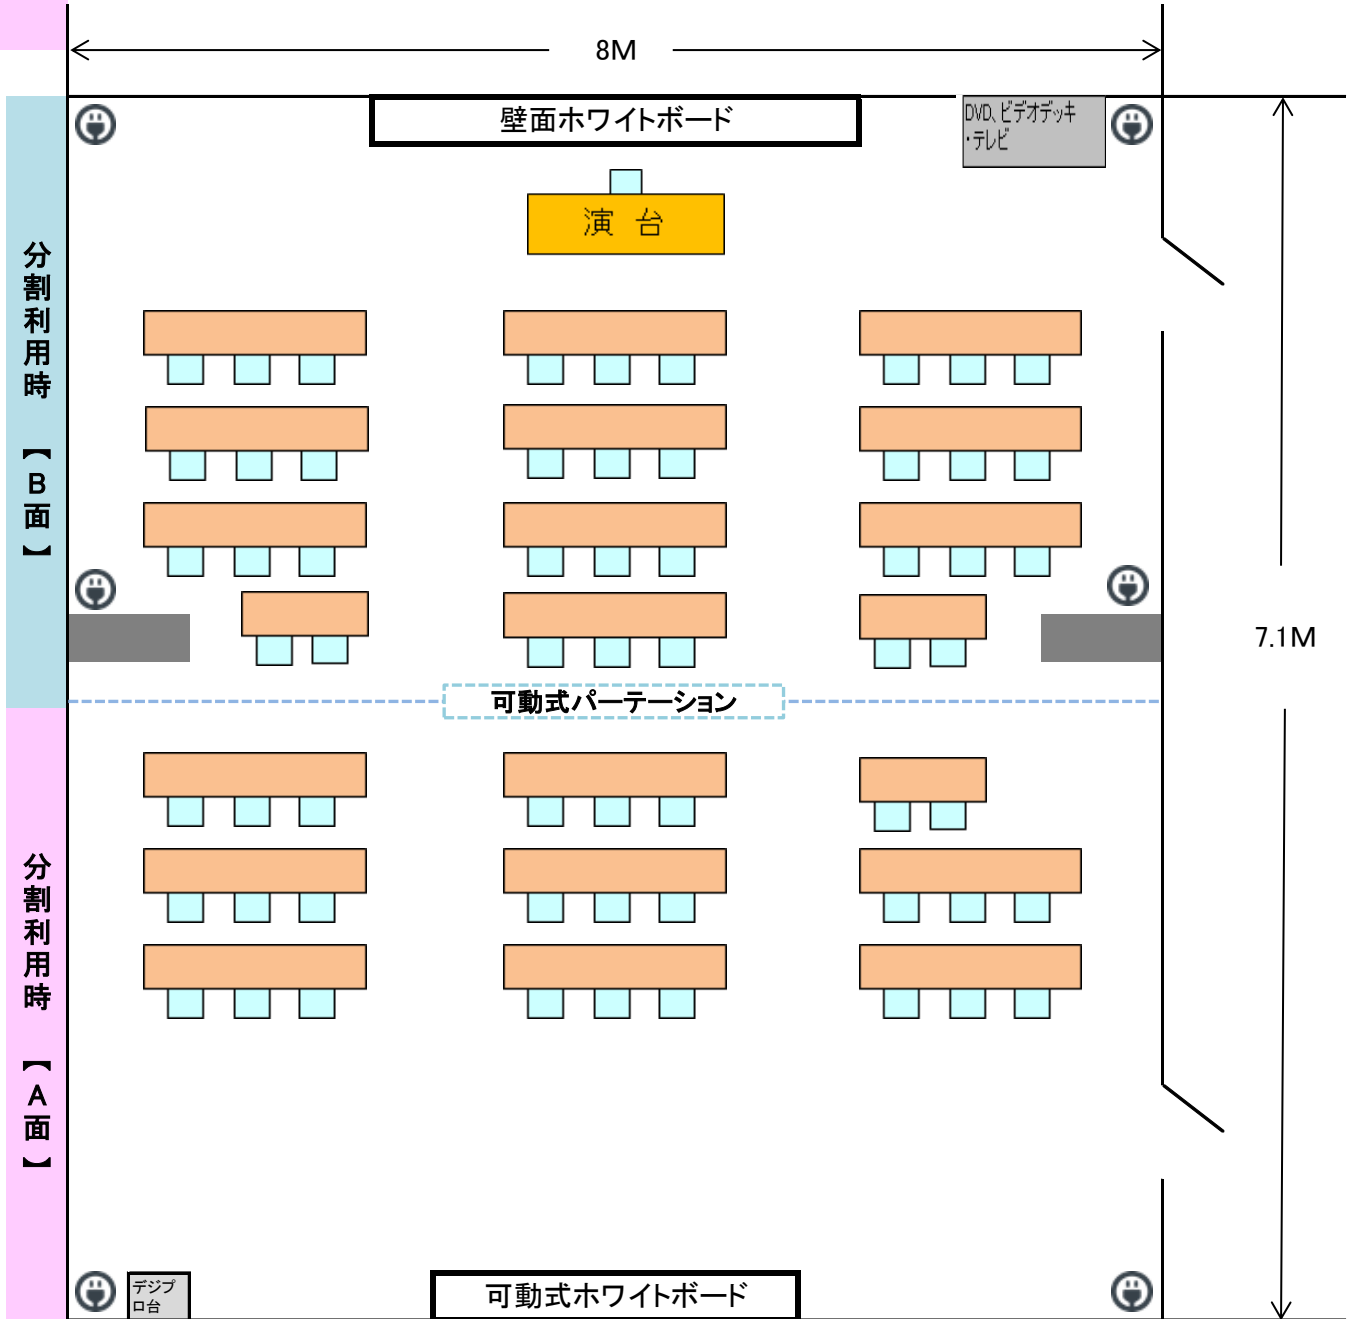 8M
壁面ホワイトボード
DVD、ビデオデッキ
・テレビ
演 台
分割利用時 【B面】
7.1M
可動式パーテーション
分割利用時 【A面】
デジプ
ロ台
可動式ホワイトボード